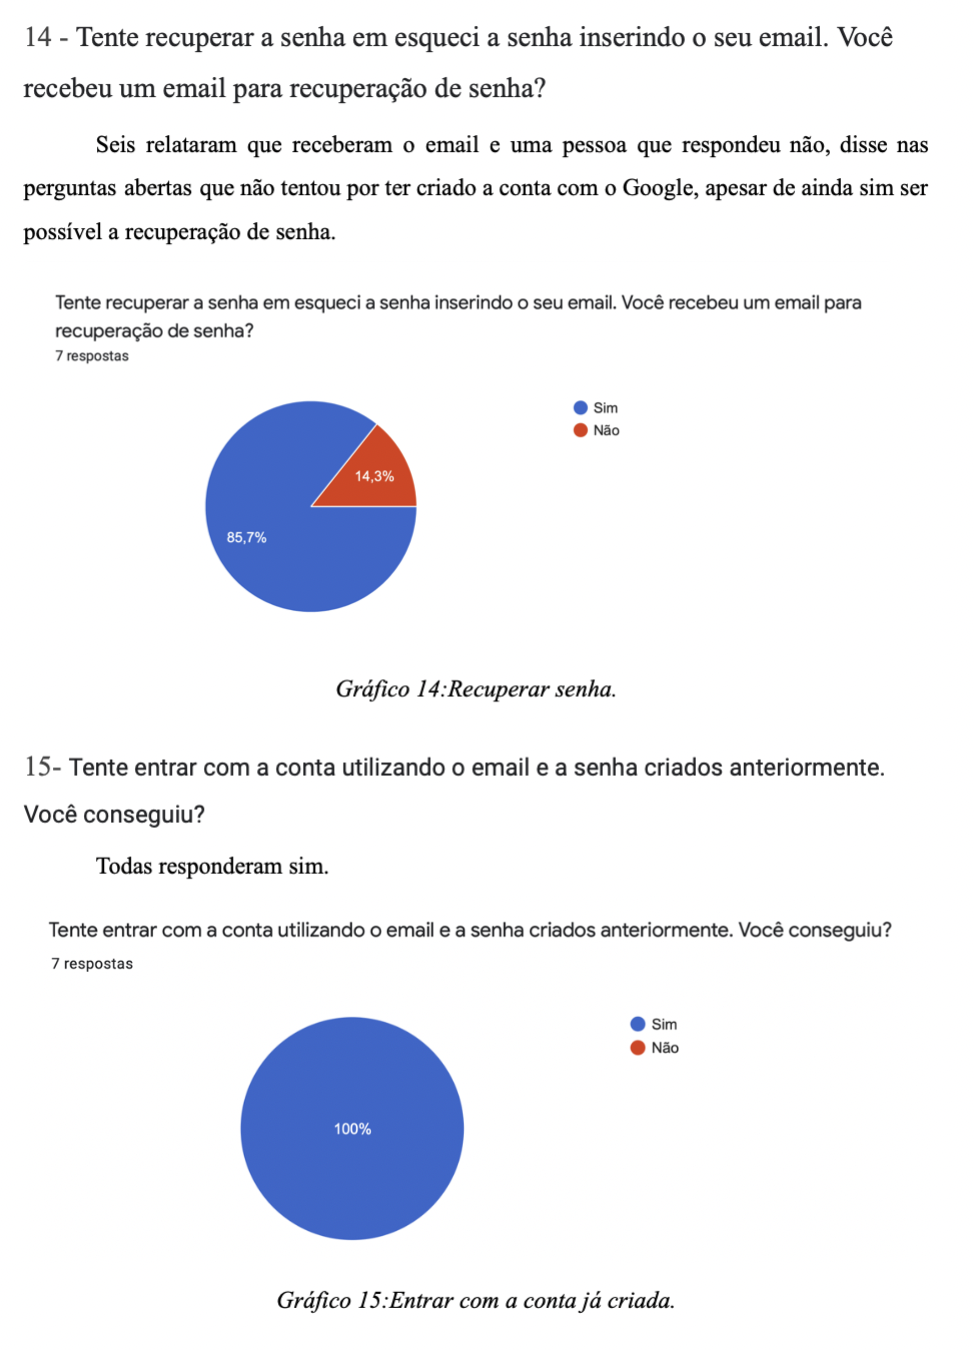 14 - Tente recuperar a senha em esqueci a senha inserindo o seu email. Você
recebeu um email para recuperação de senha?
Seis relataram que receberam o email e uma pessoa que respondeu não, disse nas
perguntas abertas que não tentou por ter criado a conta com o Google, apesar de ainda sim ser
possível a recuperação de senha.
Tente recuperar a senha em esqueci a senha inserindo o seu email. Você recebeu um email para
recuperação de senha?
7 respostas
Sim
Não
14,3%
85,7%
Gráfico 14:Recuperar senha.
15- Tente entrar com a conta utilizando o email e a senha criados anteriormente.
Você conseguiu?
Todas responderam sim.
Tente entrar com a conta utilizando o email e a senha criados anteriormente. Você conseguiu?
7 respostas
Sim
Não
100%
Gráfico 15:Entrar com a conta já criada.